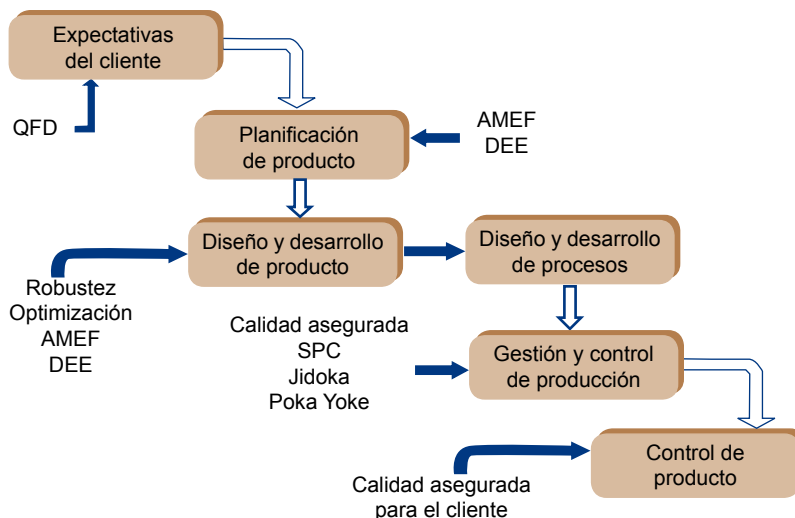 Expectativas
del cliente
QFD
Planificación
de producto
AMEF
DEE
Diseño y desarrollo
de producto
Diseño y desarrollo
de procesos
Robustez
Optimización
AMEF
DEE
Calidad asegurada
SPC
Jidoka
Poka Yoke
Gestión y control
de producción
Control de
producto
Calidad asegurada
para el cliente